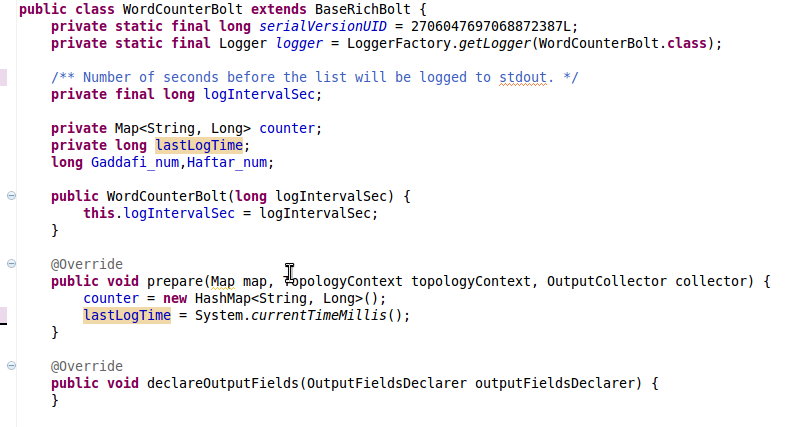 public class WordCounterBolt extends BaseRichBolt {
    private static final long serialVersionUID = 2706047697068872387L;
    private static final Logger logger = LoggerFactory.getLogger(WordCounterBolt.class);

    /** Number of seconds before the list will be logged to stdout. */
    private final long logIntervalSec;

    private Map<String, Long> counter;
    private long lastLogTime;
    long Gaddafi_num,Haftar_num;

    public WordCounterBolt(long logIntervalSec) {
        this.logIntervalSec = logIntervalSec;
    }

    @Override
    public void prepare(Map map, TopologyContext topologyContext, OutputCollector collector) {
        counter = new HashMap<String, Long>();
        lastLogTime = System.currentTimeMillis();
    }

    @Override
    public void declareOutputFields(OutputFieldsDeclarer outputFieldsDeclarer) {
    }